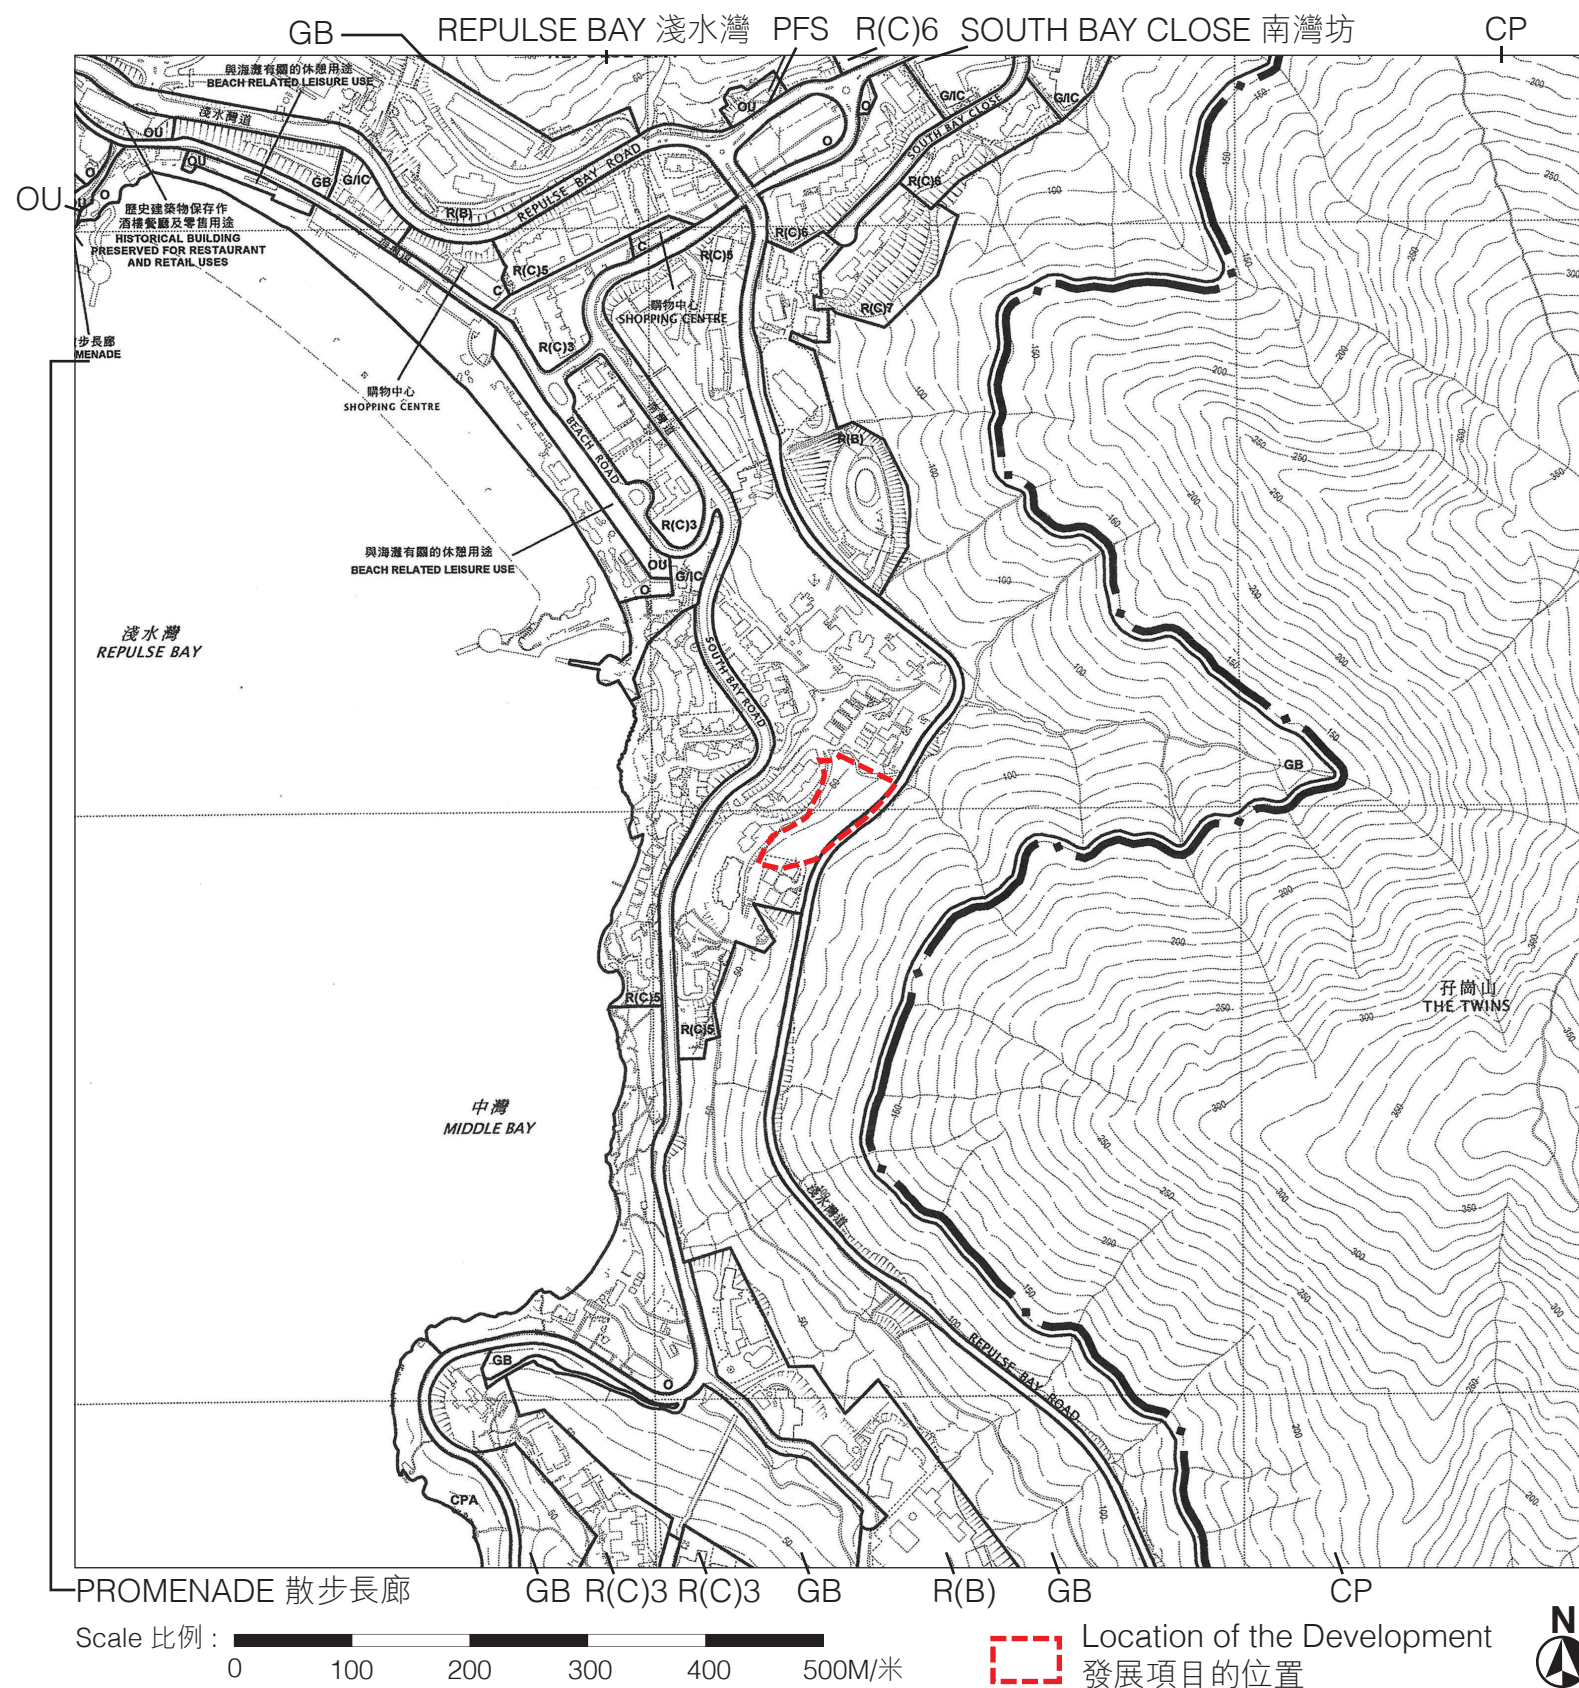 GB
REPULSE BAY 淺水灣
PFS
R(C)6
SOUTH BAY CLOSE 南灣坊
CP
與海灘有關的休憩用途
BEACH RELATED LEISURE USE
淺水灣道
OU
OU
O
O
OU
GB
G/IC
R(B)
REPULSE BAY ROAD
OU
O
O
G/IC
G/IC
SOUTH BAY CLOSE
R(C)6
R(C)6
R(C)7
歷史建築物保存作
酒樓餐廳及零售用途
HISTORICAL BUILDING
PRESERVED FOR RESTAURANT
AND RETAIL USES
步長廊
MENADE
R(C)5
C
C
R(C)5
購物中心
SHOPPING CENTRE
R(C)3
購物中心
SHOPPING CENTRE
BEACH ROAD
R(B)
R(C)3
與海灘有關的休憩用途
BEACH RELATED LEISURE USE
OU
G/IC
O
淺水灣
REPULSE BAY
SOUTH BAY ROAD
GB
R(C)5
R(C)5
孖崗山
THE TWINS
中灣
MIDDLE BAY
淺水灣道
REPULSE BAY ROAD
GB
O
CPA
PROMENADE 散步長廊
GB
R(C)3
R(C)3
GB
R(B)
GB
CP
Scale 比例 :
0
100
200
300
400
500M/米
Location of the Development
發展項目的位置
N